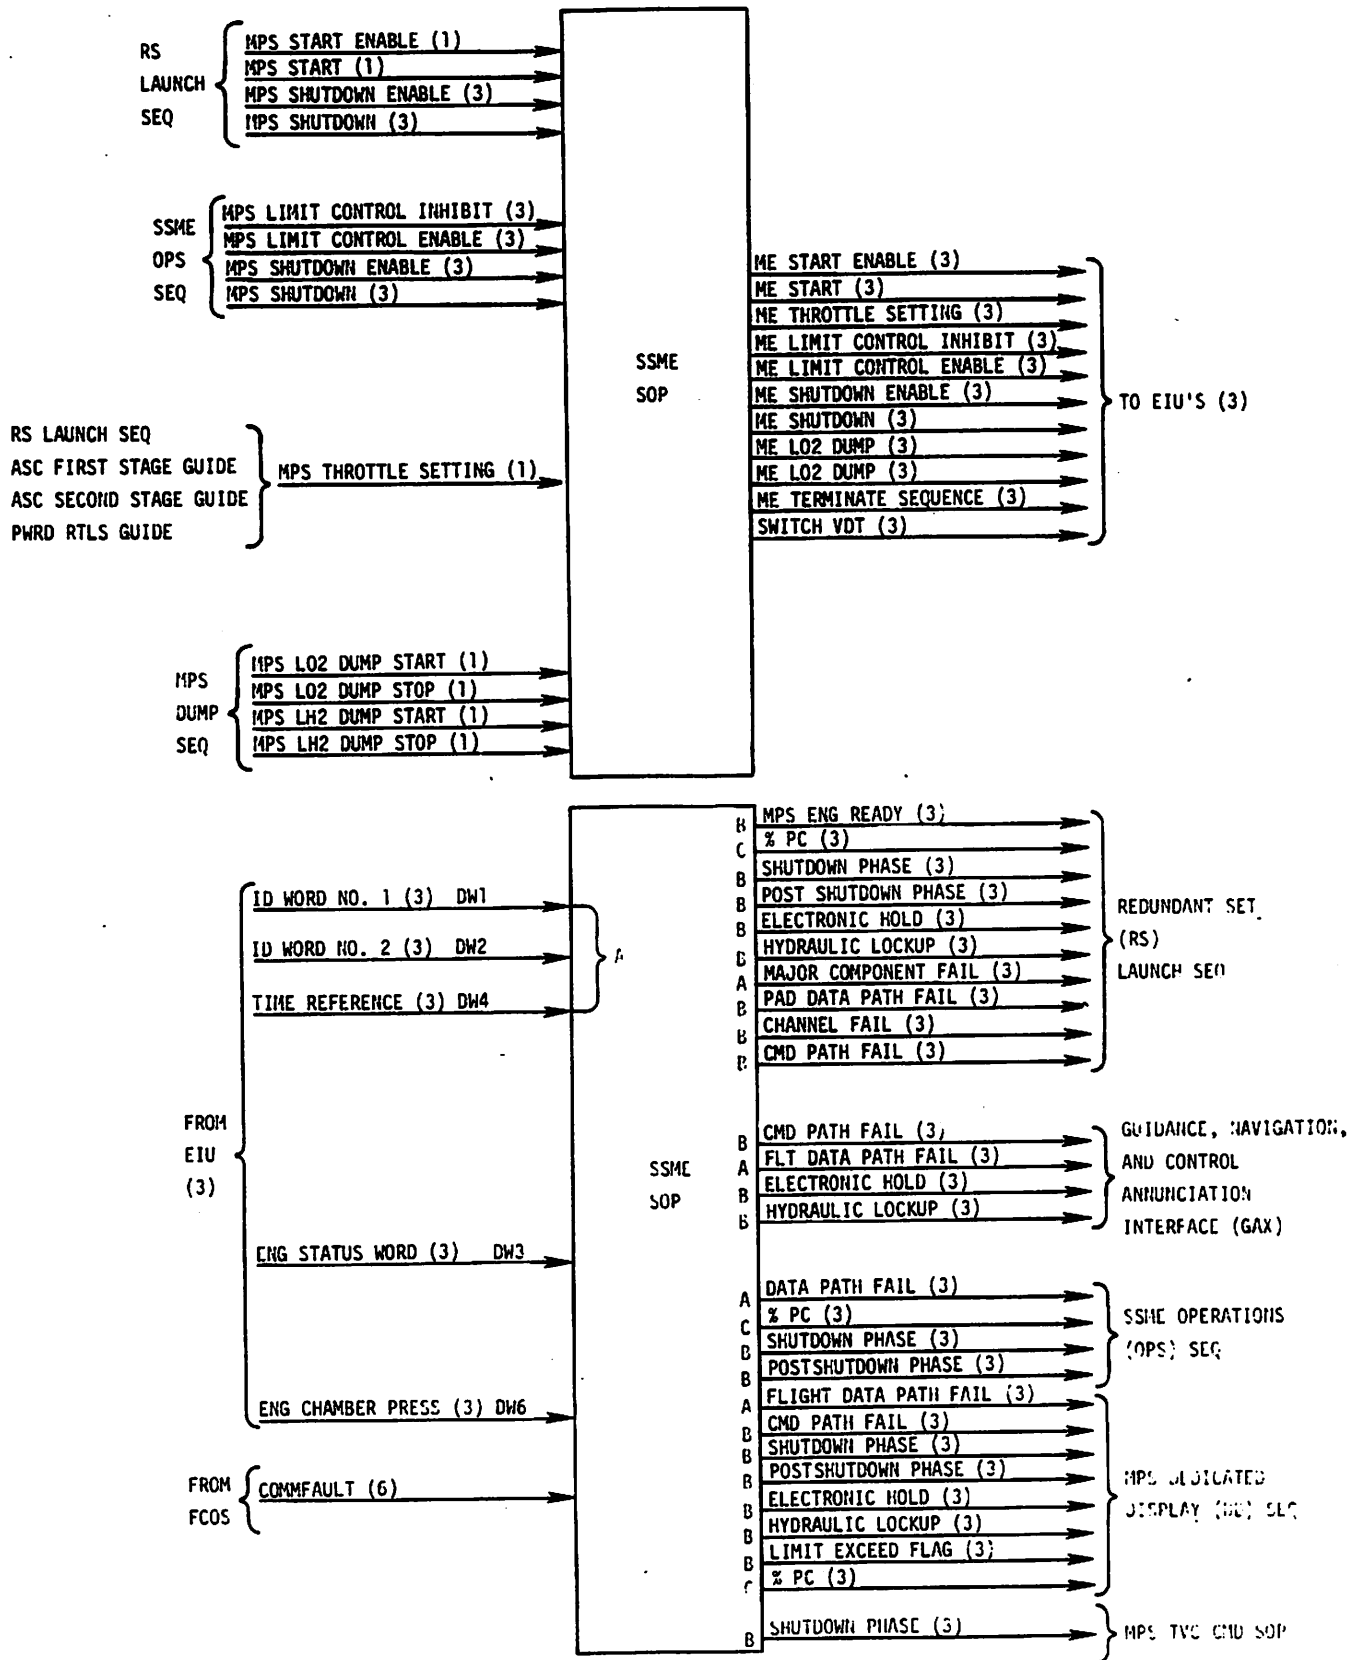 RS
LAUNCH
SEQ
MPS START ENABLE (1)
MPS START (1)
MPS SHUTDOWN ENABLE (3)
MPS SHUTDOWN (3)
SSME
OPS
SEQ
MPS LIMIT CONTROL INHIBIT (3)
MPS LIMIT CONTROL ENABLE (3)
MPS SHUTDOWN ENABLE (3)
MPS SHUTDOWN (3)
RS LAUNCH SEQ
ASC FIRST STAGE GUIDE
ASC SECOND STAGE GUIDE
PWRD RTLS GUIDE
MPS THROTTLE SETTING (1)
MPS
DUMP
SEQ
MPS LO2 DUMP START (1)
MPS LO2 DUMP STOP (1)
MPS LH2 DUMP START (1)
MPS LH2 DUMP STOP (1)
SSME
SOP
ME START ENABLE (3)
ME START (3)
ME THROTTLE SETTING (3)
ME LIMIT CONTROL INHIBIT (3)
ME LIMIT CONTROL ENABLE (3)
ME SHUTDOWN ENABLE (3)
ME SHUTDOWN (3)
ME LO2 DUMP (3)
ME LO2 DUMP (3)
ME TERMINATE SEQUENCE (3)
SWITCH VDT (3)
TO EIU'S (3)
FROM
EIU
(3)
ID WORD NO. 1 (3) DW1
ID WORD NO. 2 (3) DW2
TIME REFERENCE (3) DW4
A
ENG STATUS WORD (3) DW3
ENG CHAMBER PRESS (3) DW6
FROM
FCOS
COMMFAULT (6)
SSME
SOP
B MPS ENG READY (3)
C % PC (3)
B SHUTDOWN PHASE (3)
B POST SHUTDOWN PHASE (3)
B ELECTRONIC HOLD (3)
B HYDRAULIC LOCKUP (3)
A MAJOR COMPONENT FAIL (3)
B PAD DATA PATH FAIL (3)
B CHANNEL FAIL (3)
B CMD PATH FAIL (3)
REDUNDANT SET
(RS)
LAUNCH SEQ
B CMD PATH FAIL (3)
A FLT DATA PATH FAIL (3)
B ELECTRONIC HOLD (3)
B HYDRAULIC LOCKUP (3)
GUIDANCE, NAVIGATION,
AND CONTROL
ANNUNCIATION
INTERFACE (GAX)
A DATA PATH FAIL (3)
C % PC (3)
B SHUTDOWN PHASE (3)
B POSTSHUTDOWN PHASE (3)
SSME OPERATIONS
(OPS) SEQ
A FLIGHT DATA PATH FAIL (3)
B CMD PATH FAIL (3)
B SHUTDOWN PHASE (3)
B POSTSHUTDOWN PHASE (3)
B ELECTRONIC HOLD (3)
B HYDRAULIC LOCKUP (3)
B LIMIT EXCEED FLAG (3)
C % PC (3)
MPS DEDICATED
DISPLAY (DD) SEQ
B SHUTDOWN PHASE (3)
MPS TVC CMD SOP